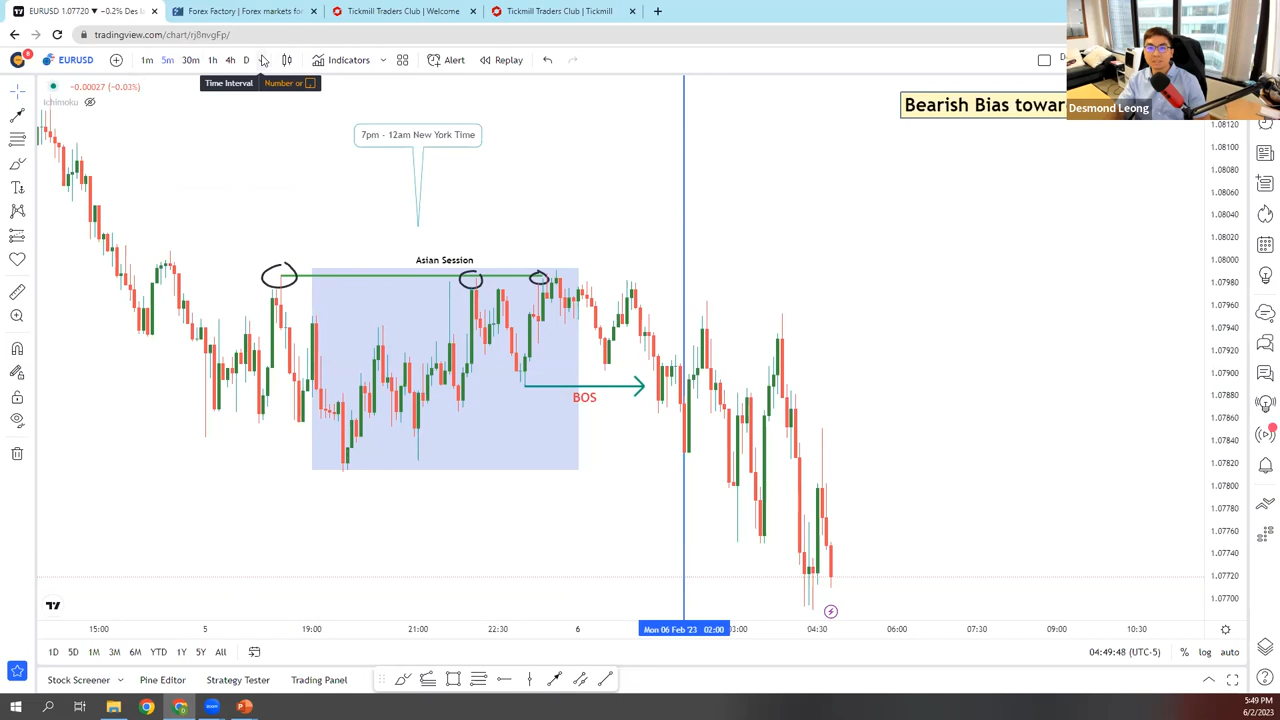 EURUSD 1.07720 ▼ −0.2% Des l
Forex Factory | Forex markets fo
Tickmill Traders Club | Welcome
Tickmill Traders Club | Tickmill
tradingview.com/chart/rj8nvgFp/
8
EURUSD
1m 5m 30m 1h 4h D
Indicators
Alert
Replay
Time Interval Number or ,
-0.00027 (-0.03%)
Ichimoku
7pm - 12am New York Time
Bearish Bias towar
Desmond Leong
Asian Session
BOS
1.08120
1.08100
1.08080
1.08060
1.08040
1.08020
1.08000
1.07980
1.07960
1.07940
1.07920
1.07900
1.07880
1.07860
1.07840
1.07820
1.07800
1.07780
1.07760
1.07740
1.07720
1.07700
15:00 5 19:00 21:00 22:30 6 Mon 06 Feb '23 02:00 03:00 04:30 06:00 07:30 09:00 10:30
1D 5D 1M 3M 6M YTD 1Y 5Y All
04:49:48 (UTC-5) % log auto
Stock Screener Pine Editor Strategy Tester Trading Panel
zoom
5:49 PM
6/2/2023